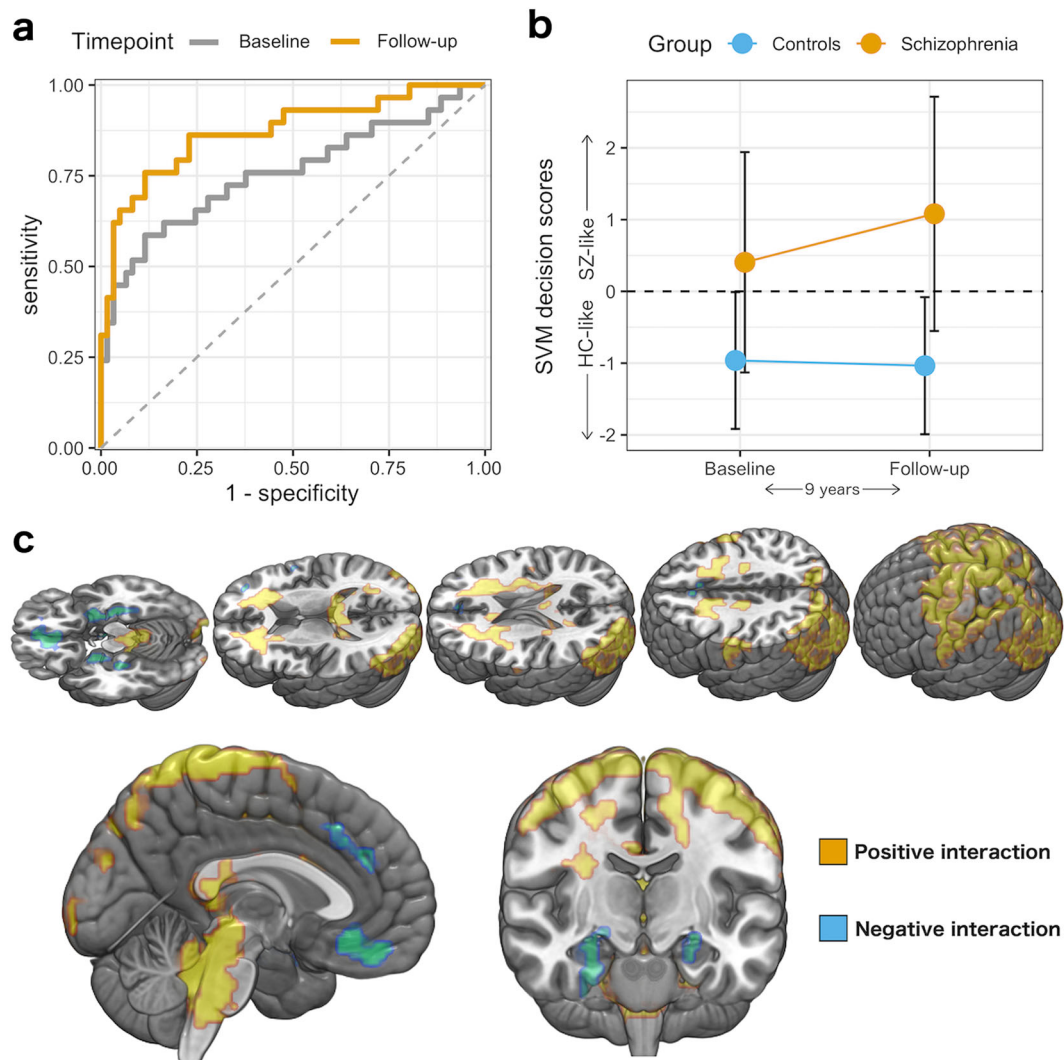 a
Timepoint Baseline Follow-up
1.00
0.75
0.50
0.25
0.00
sensitivity
0.00 0.25 0.50 0.75 1.00
1 - specificity
b
Group Controls Schizophrenia
SVM decision scores
HC-like SZ-like
2
1
0
-1
-2
Baseline Follow-up
9 years
c
Positive interaction
Negative interaction